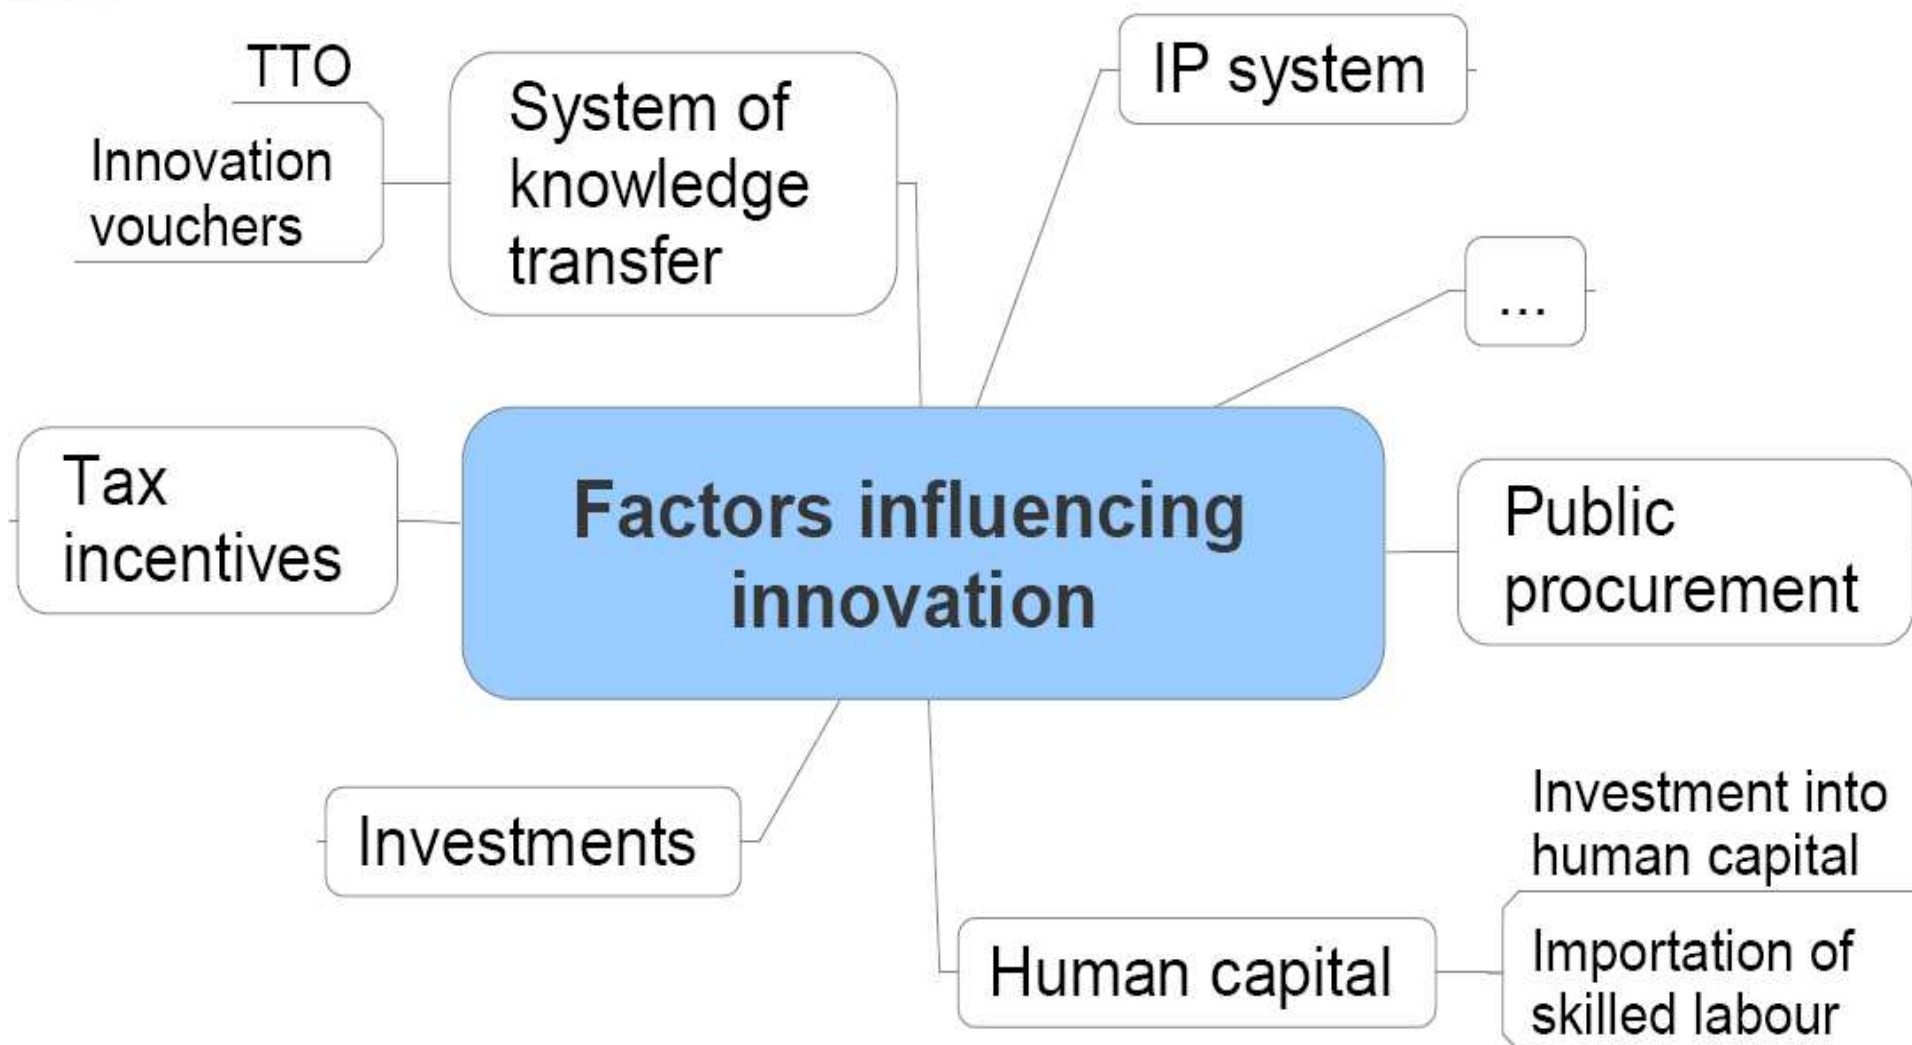 TTO
Innovation
vouchers
System of
knowledge
transfer
IP system
...
Tax
incentives
Factors influencing
innovation
Public
procurement
Investments
Human capital
Investment into
human capital
Importation of
skilled labour